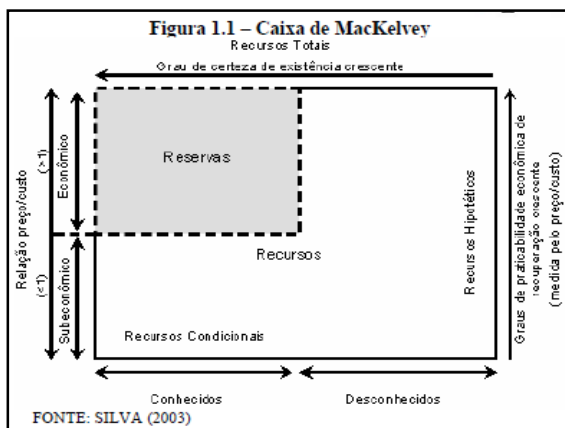 Figura 1.1 – Caixa de MacKelvey
Recursos Totais
Grau de certeza de existência crescente
Relação preço/custo
(>1)
(<1)
Econômico
Subeconômico
Reservas
Recursos
Recursos Condicionais
Recursos Hipotéticos
Graus de praticabilidade econômica de
recuperação crescente
(medida pelo preço/custo)
Conhecidos
Desconhecidos
FONTE: SILVA (2003)